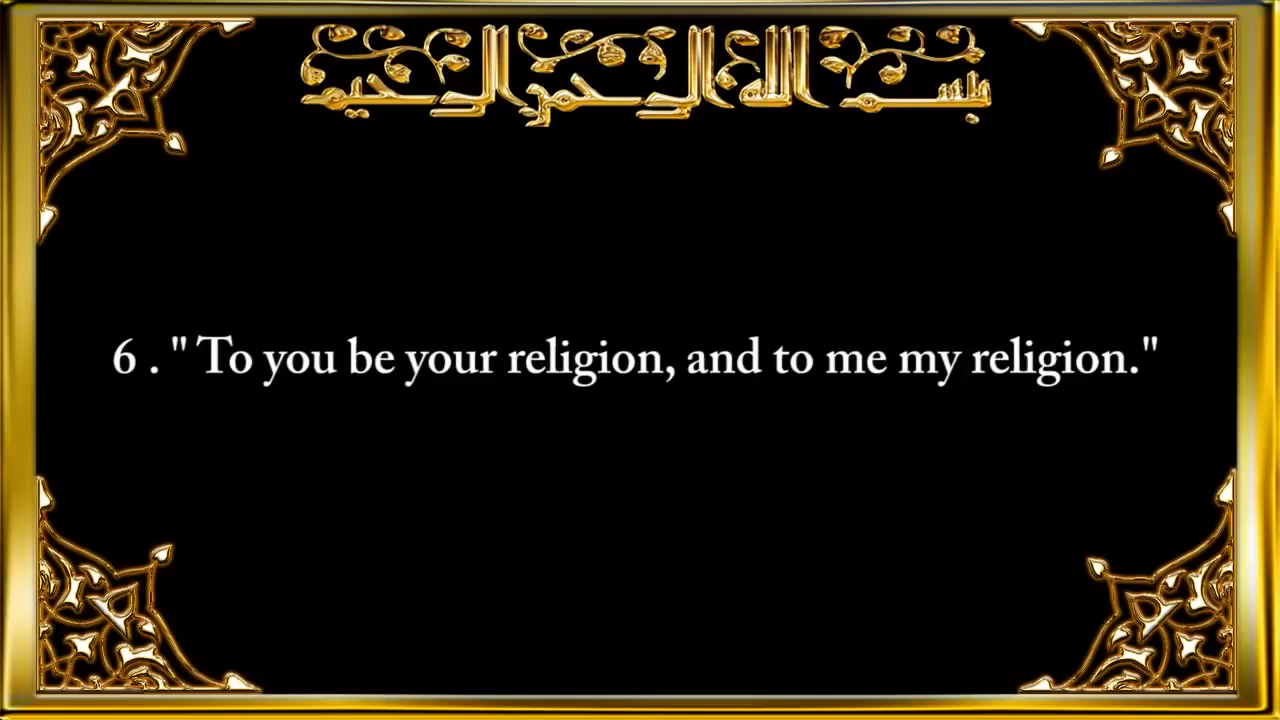 بسم الله الرحمن الرحيم
6 . " To you be your religion, and to me my religion."